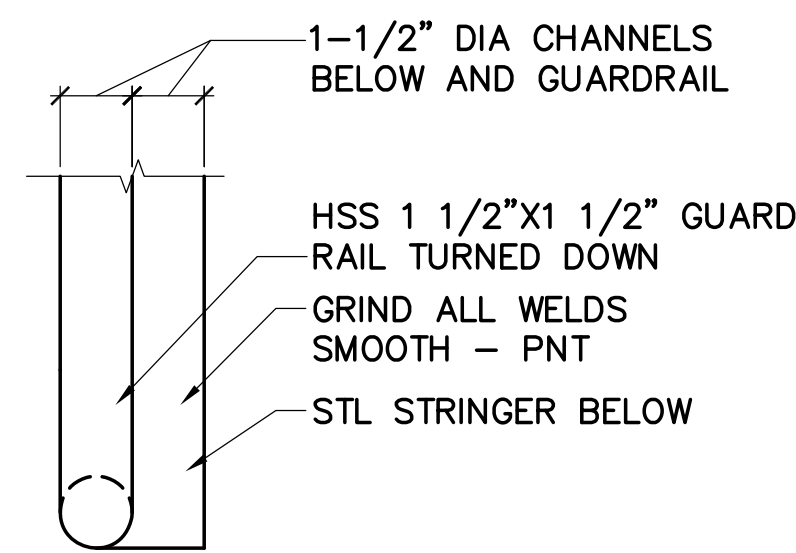 1-1/2" DIA CHANNELS
BELOW AND GUARDRAIL
HSS 1 1/2"X1 1/2" GUARD
RAIL TURNED DOWN
GRIND ALL WELDS
SMOOTH - PNT
STL STRINGER BELOW